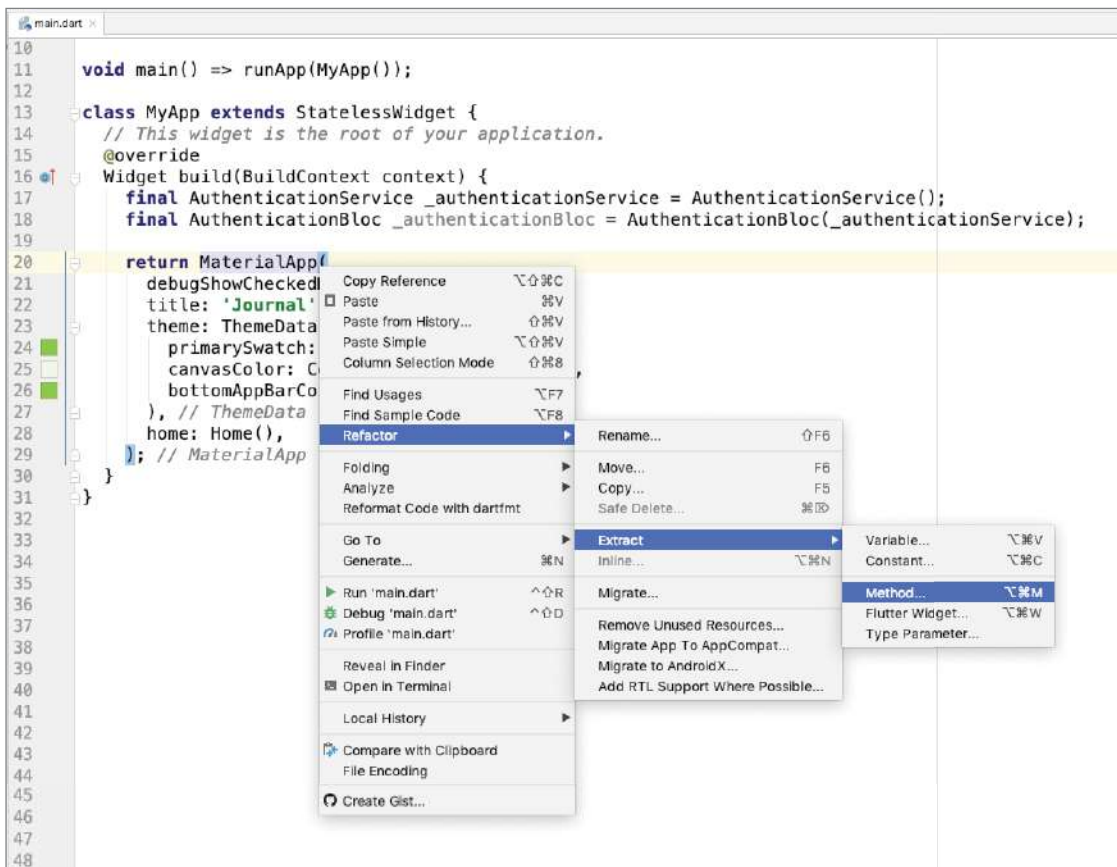 main.dart
10
11 void main() => runApp(MyApp());
12
13 class MyApp extends StatelessWidget {
14 // This widget is the root of your application.
15 @override
16 Widget build(BuildContext context) {
17 final AuthenticationService _authenticationService = AuthenticationService();
18 final AuthenticationBloc _authenticationBloc = AuthenticationBloc(_authenticationService);
19
20 return MaterialApp(
21 debugShowChecked
22 title: 'Journal'
23 theme: ThemeData
24 primarySwatch:
25 canvasColor: C ,
26 bottomAppBarCo
27 ), // ThemeData
28 home: Home(),
29 ); // MaterialApp
30 }
31 }
32
33
34
35
36
37
38
39
40
41
42
43
44
45
46
47
48
Copy Reference ⌥⇧⌘C
Paste ⌘V
Paste from History... ⇧⌘V
Paste Simple ⌥⇧⌘V
Column Selection Mode ⇧⌘8
Find Usages ⌥F7
Find Sample Code ⌥F8
Refactor
Folding
Analyze
Reformat Code with dartfmt
Go To
Generate... ⌘N
Run 'main.dart' ^⇧R
Debug 'main.dart' ^⇧D
Profile 'main.dart'
Reveal in Finder
Open in Terminal
Local History
Compare with Clipboard
File Encoding
Create Gist...
Rename... ⇧F6
Move... F6
Copy... F5
Safe Delete... ⌘⌦
Extract
Inline... ⌥⌘N
Migrate...
Remove Unused Resources...
Migrate App To AppCompat...
Migrate to AndroidX...
Add RTL Support Where Possible...
Variable... ⌥⌘V
Constant... ⌥⌘C
Method... ⌥⌘M
Flutter Widget... ⌥⌘W
Type Parameter...